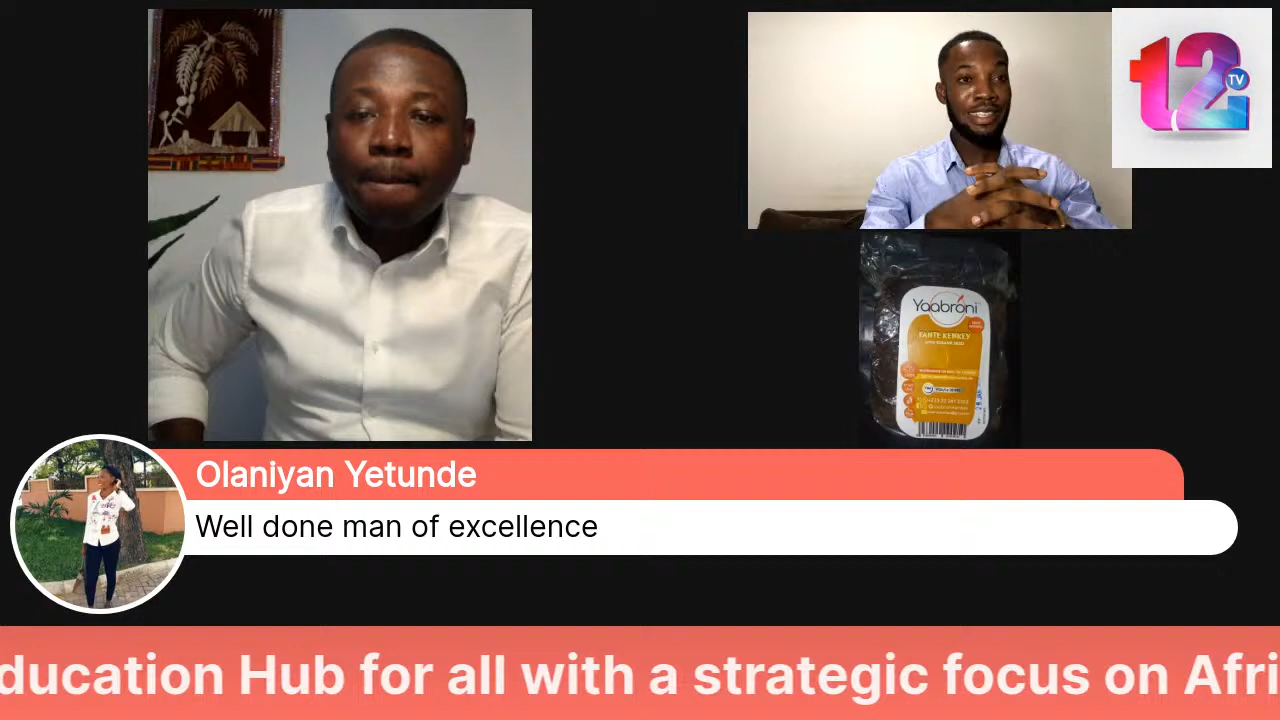 t2
TV
Yaabroni
FANTE KENKEY
Olaniyan Yetunde
Well done man of excellence
ducation Hub for all with a strategic focus on Afri